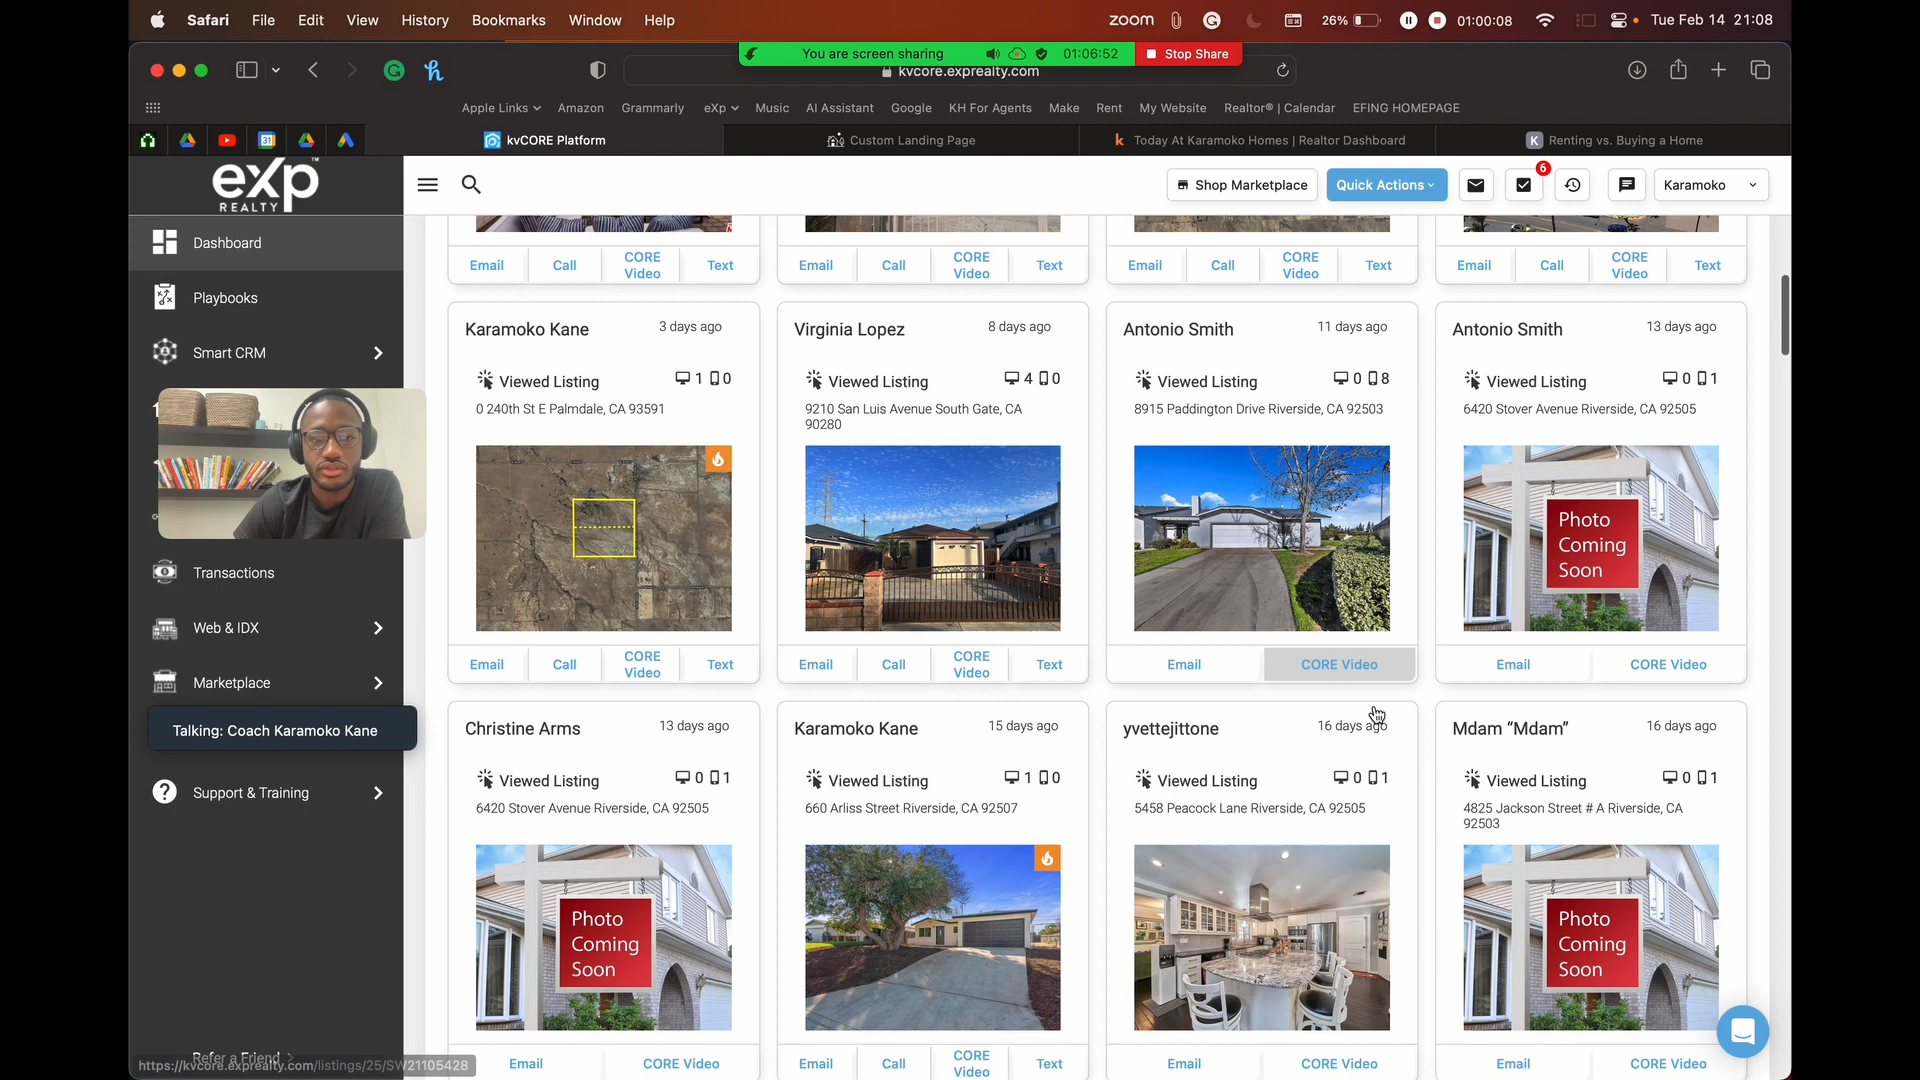 Safari File Edit View History Bookmarks Window Help
zoom 26% 01:00:08 Tue Feb 14 21:08
You are screen sharing 01:06:52 Stop Share
kvcore.exprealty.com
Apple Links Amazon Grammarly eXp Music AI Assistant Google KH For Agents Make Rent My Website Realtor® | Calendar EFING HOMEPAGE
31 kvCORE Platform Custom Landing Page k Today At Karamoko Homes | Realtor Dashboard K Renting vs. Buying a Home
eXp
REALTY
Shop Marketplace Quick Actions 6 Karamoko
Dashboard
Playbooks
Smart CRM
Transactions
Web & IDX
Marketplace
Talking: Coach Karamoko Kane
Support & Training
Refer a Friend
https://kvcore.exprealty.com/listings/25/SW21105428
Email Call CORE Video Text
Email Call CORE Video Text
Email Call CORE Video Text
Email Call CORE Video Text
Karamoko Kane 3 days ago
Viewed Listing 1 0
0 240th St E Palmdale, CA 93591
Email Call CORE Video Text
Virginia Lopez 8 days ago
Viewed Listing 4 0
9210 San Luis Avenue South Gate, CA
90280
Email Call CORE Video Text
Antonio Smith 11 days ago
Viewed Listing 0 8
8915 Paddington Drive Riverside, CA 92503
Email CORE Video
Antonio Smith 13 days ago
Viewed Listing 0 1
6420 Stover Avenue Riverside, CA 92505
Photo
Coming
Soon
Email CORE Video
Christine Arms 13 days ago
Viewed Listing 0 1
6420 Stover Avenue Riverside, CA 92505
Photo
Coming
Soon
Email CORE Video
Karamoko Kane 15 days ago
Viewed Listing 1 0
660 Arliss Street Riverside, CA 92507
Email Call CORE Video Text
yvettejittone 16 days ago
Viewed Listing 0 1
5458 Peacock Lane Riverside, CA 92505
Email CORE Video
Mdam “Mdam” 16 days ago
Viewed Listing 0 1
4825 Jackson Street # A Riverside, CA
92503
Photo
Coming
Soon
Email CORE Video